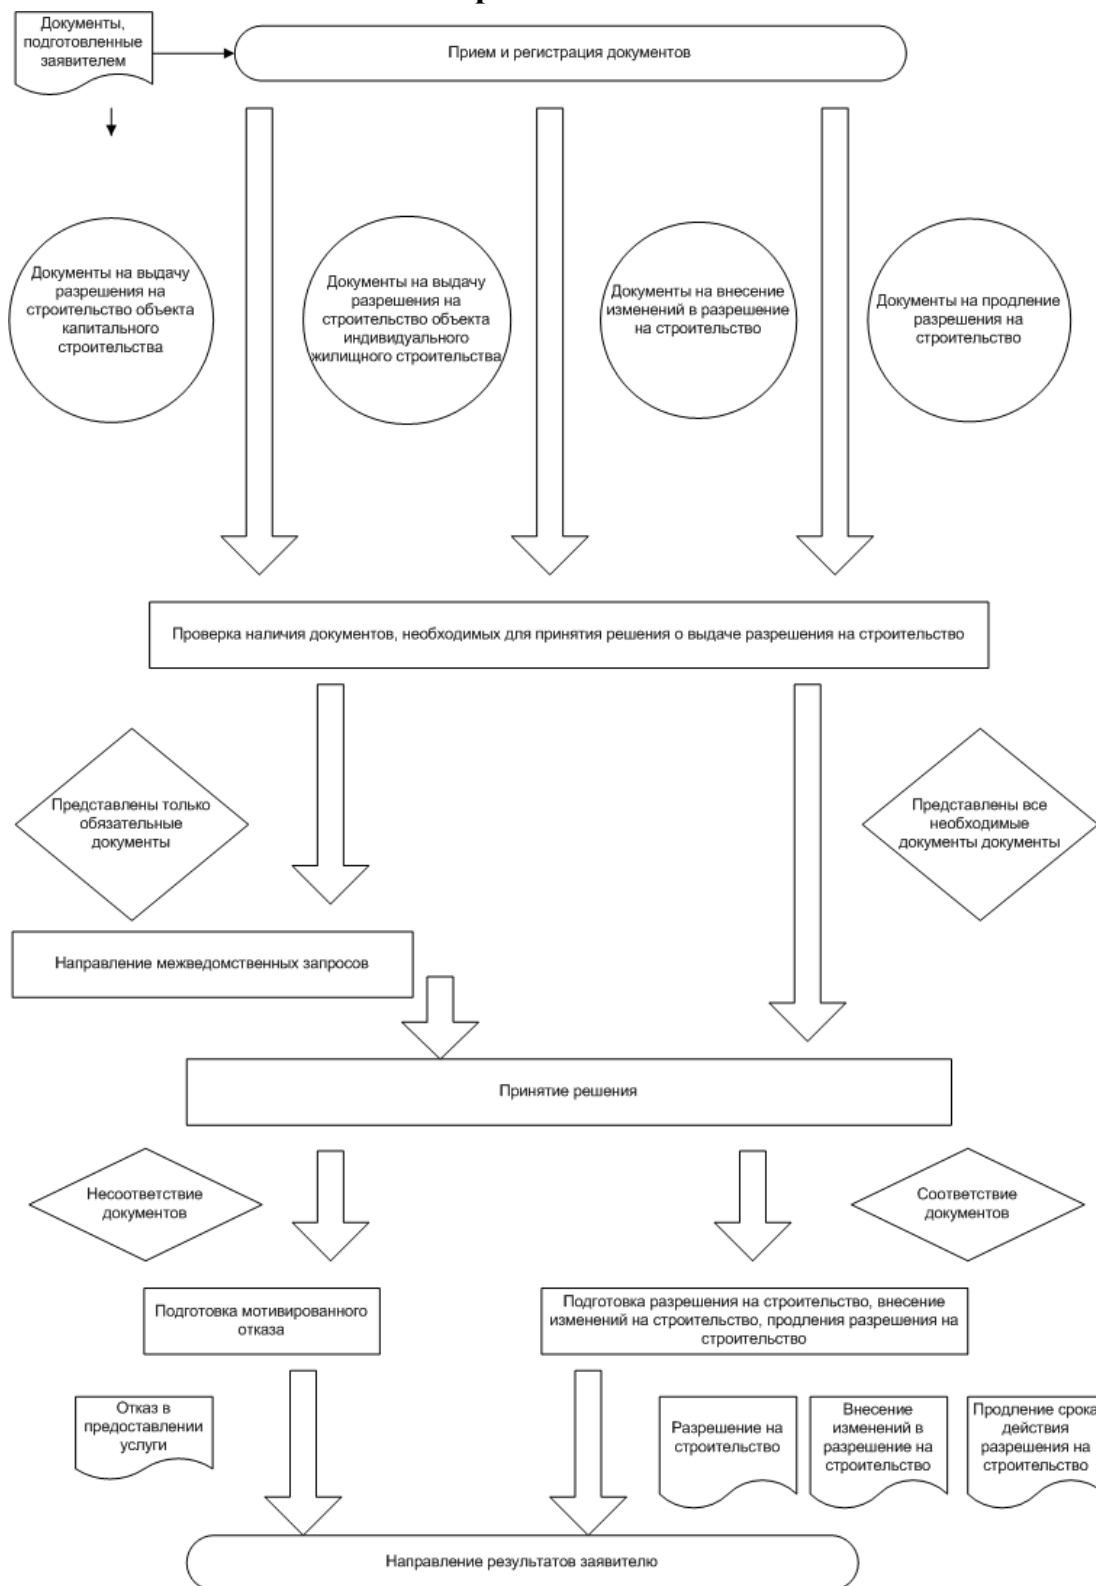 Документы,
подготовленные
заявителем
Прием и регистрация документов
Документы на выдачу
разрешения на
строительство объекта
капитального
строительства
Документы на выдачу
разрешения на
строительство объекта
индивидуального
жилищного строительства
Документы на внесение
изменений в разрешение
на строительство
Документы на продление
разрешения на
строительство
Проверка наличия документов, необходимых для принятия решения о выдаче разрешения на строительство
Представлены только
обязательные
документы
Представлены все
необходимые
документы документы
Направление межведомственных запросов
Принятие решения
Несоответствие
документов
Соответствие
документов
Подготовка мотивированного
отказа
Подготовка разрешения на строительство, внесение
изменений на строительство, продления разрешения на
строительство
Отказ в
предоставлении
услуги
Разрешение на
строительство
Внесение
изменений в
разрешение на
строительство
Продление срока
действия
разрешения на
строительство
Направление результатов заявителю